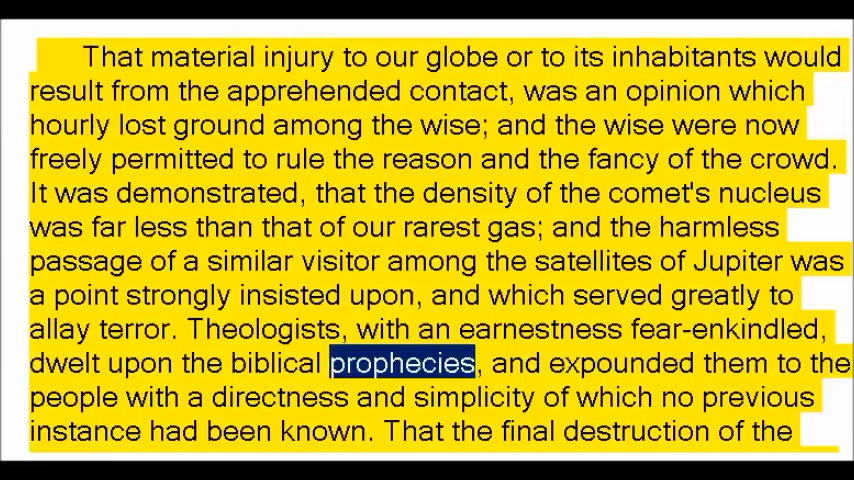 That material injury to our globe or to its inhabitants would
result from the apprehended contact, was an opinion which
hourly lost ground among the wise; and the wise were now
freely permitted to rule the reason and the fancy of the crowd.
It was demonstrated, that the density of the comet's nucleus
was far less than that of our rarest gas; and the harmless
passage of a similar visitor among the satellites of Jupiter was
a point strongly insisted upon, and which served greatly to
allay terror. Theologists, with an earnestness fear-enkindled,
dwelt upon the biblical prophecies, and expounded them to the
people with a directness and simplicity of which no previous
instance had been known. That the final destruction of the